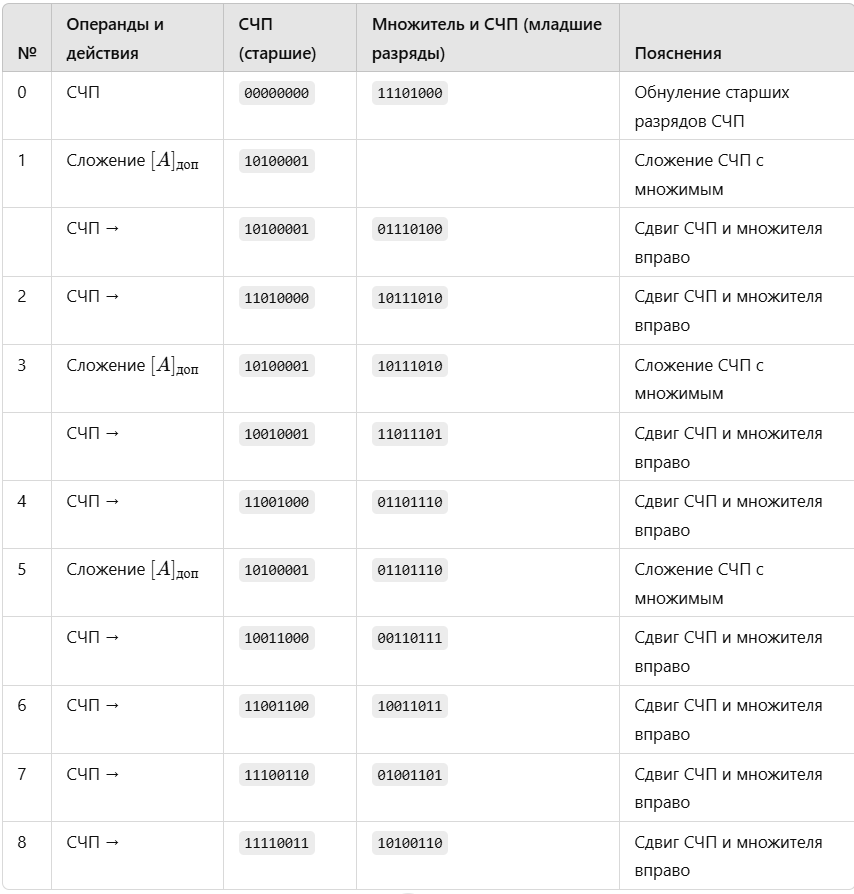 № Операнды и действия СЧП (старшие) Множитель и СЧП (младшие разряды) Пояснения
0 СЧП 00000000 11101000 Обнуление старших разрядов СЧП
1 Сложение [A]доп 10100001 Сложение СЧП с множимым
СЧП → 10100001 01110100 Сдвиг СЧП и множителя вправо
2 СЧП → 11010000 10111010 Сдвиг СЧП и множителя вправо
3 Сложение [A]доп 10100001 10111010 Сложение СЧП с множимым
СЧП → 10010001 11011101 Сдвиг СЧП и множителя вправо
4 СЧП → 11001000 01101110 Сдвиг СЧП и множителя вправо
5 Сложение [A]доп 10100001 01101110 Сложение СЧП с множимым
СЧП → 10011000 00110111 Сдвиг СЧП и множителя вправо
6 СЧП → 11001100 10011011 Сдвиг СЧП и множителя вправо
7 СЧП → 11100110 01001101 Сдвиг СЧП и множителя вправо
8 СЧП → 11110011 10100110 Сдвиг СЧП и множителя вправо